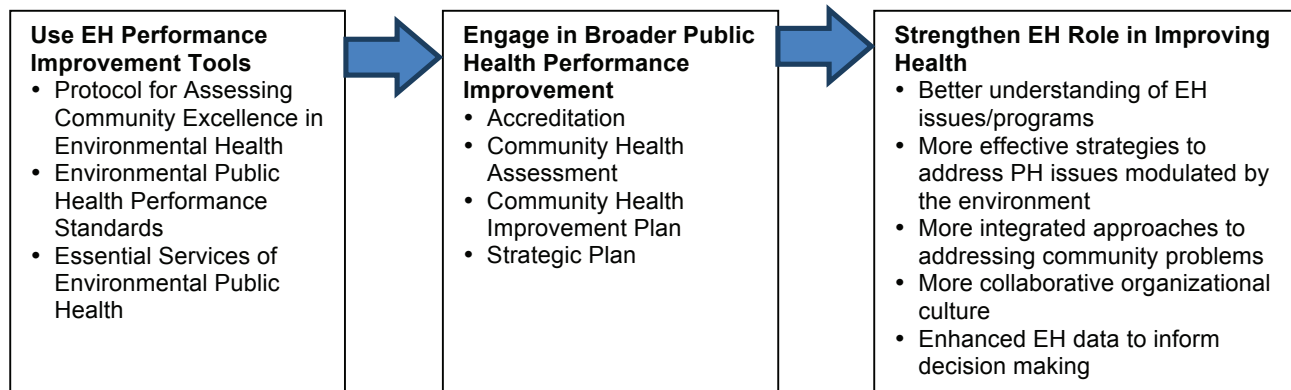 Use EH Performance
Improvement Tools
• Protocol for Assessing
Community Excellence in
Environmental Health
• Environmental Public
Health Performance
Standards
• Essential Services of
Environmental Public
Health
Engage in Broader Public
Health Performance
Improvement
• Accreditation
• Community Health
Assessment
• Community Health
Improvement Plan
• Strategic Plan
Strengthen EH Role in Improving
Health
• Better understanding of EH
issues/programs
• More effective strategies to
address PH issues modulated by
the environment
• More integrated approaches to
addressing community problems
• More collaborative organizational
culture
• Enhanced EH data to inform
decision making